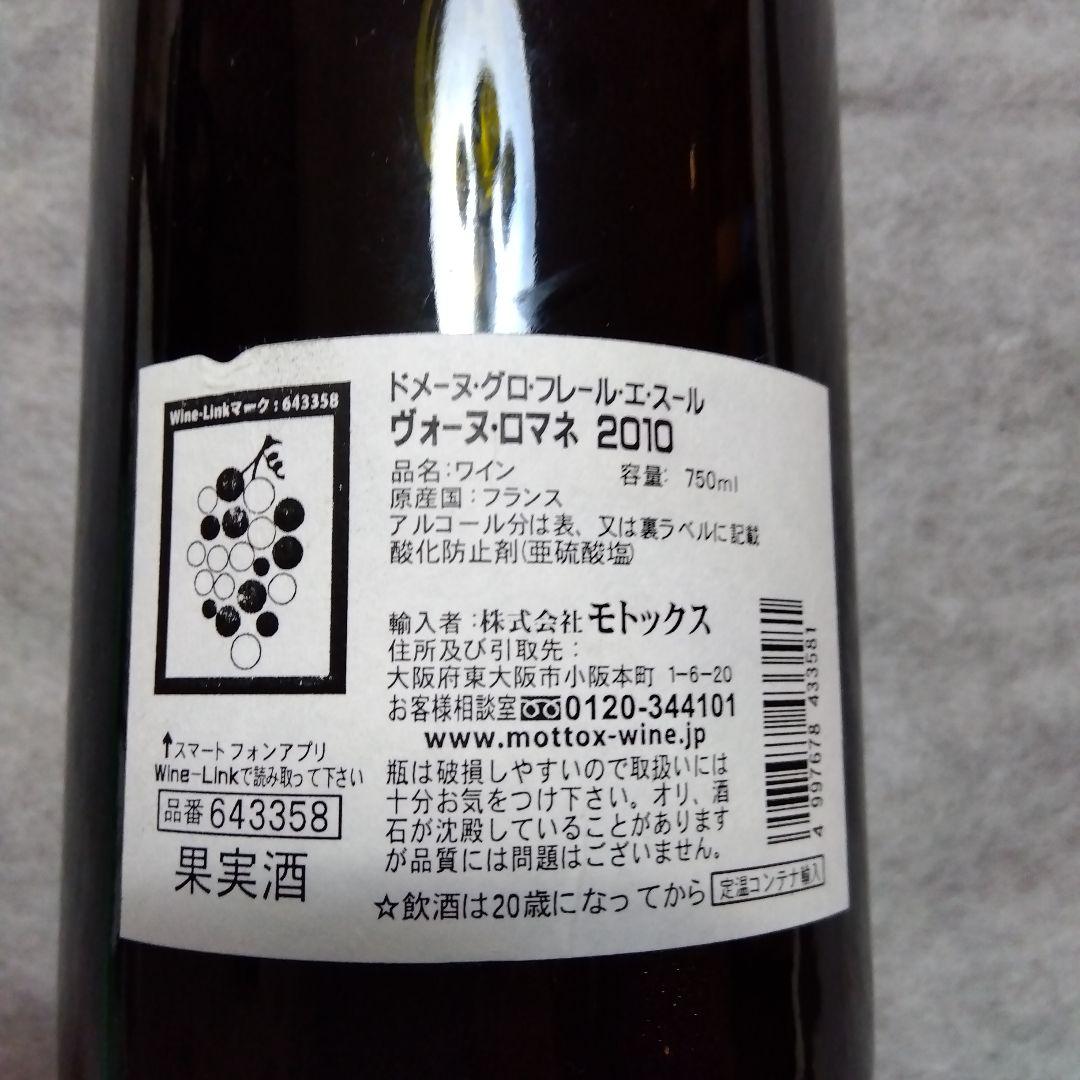 Wine-Linkマーク:643358
ドメーヌ・グロ・フレール・エ・スール
ヴォーヌ・ロマネ 2010
品名:ワイン 容量: 750ml
原産国:フランス
アルコール分は表、又は裏ラベルに記載
酸化防止剤(亜硫酸塩)
輸入者:株式会社モトックス
住所及び引取先:
大阪府東大阪市小阪本町 1-6-20
お客様相談室 0120-344101
www.mottox-wine.jp
瓶は破損しやすいので取扱いには
十分お気をつけ下さい。オリ、酒
石が沈殿していることがあります
が品質には問題はございません。
☆飲酒は20歳になってから 定温コンテナ輸入
↑スマートフォンアプリ
Wine-Linkで読み取って下さい
品番 643358
果実酒
4 997678 433581